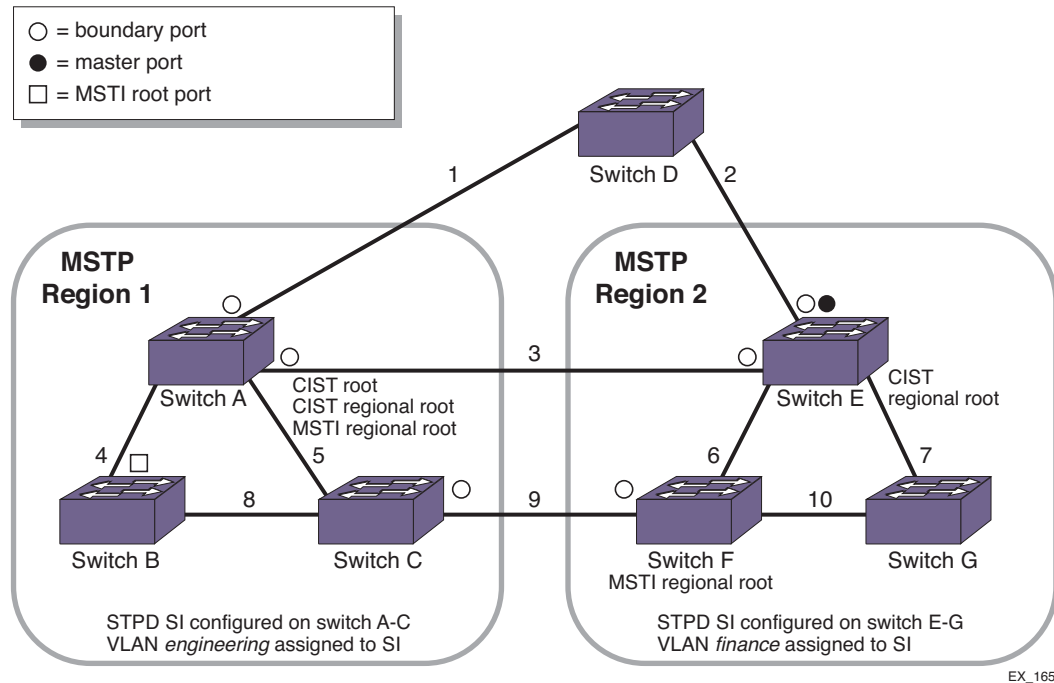 = boundary port
= master port
= MSTI root port
Switch D
1
2
MSTP
Region 1
MSTP
Region 2
3
Switch A
CIST root
CIST regional root
MSTI regional root
Switch E
CIST
regional root
4
5
6
7
8
9
10
Switch B
Switch C
Switch F
MSTI regional root
Switch G
STPD SI configured on switch A-C
VLAN engineering assigned to SI
STPD SI configured on switch E-G
VLAN finance assigned to SI
EX_165